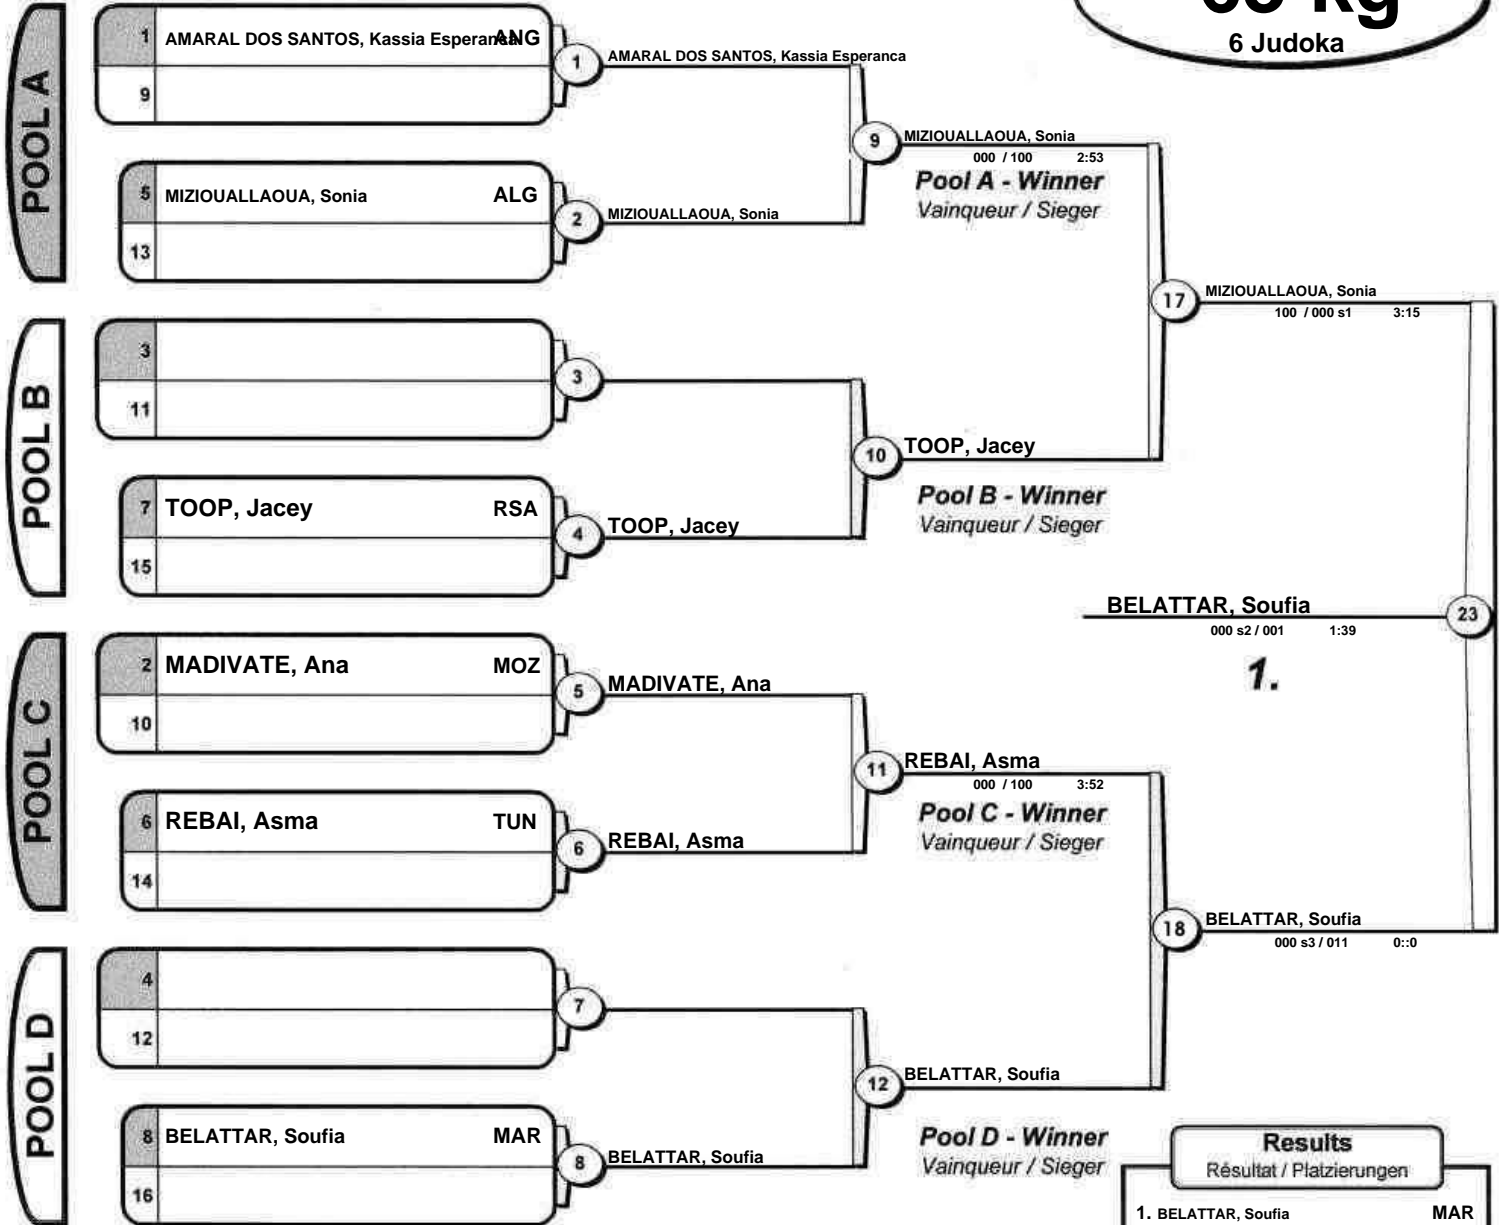 6 Judoka
POOL A
1 AMARAL DOS SANTOS, Kassia Esperanca ANG
9
1 AMARAL DOS SANTOS, Kassia Esperanca
5 MIZIOUALLAOUA, Sonia ALG
13
2 MIZIOUALLAOUA, Sonia
9 MIZIOUALLAOUA, Sonia
000 / 100 2:53
Pool A - Winner
Vainqueur / Sieger
17 MIZIOUALLAOUA, Sonia
100 / 000 s1 3:15
POOL B
3
11
3
7 TOOP, Jacey RSA
15
4 TOOP, Jacey
10 TOOP, Jacey
Pool B - Winner
Vainqueur / Sieger
BELATTAR, Soufia 23
000 s2 / 001 1:39
1.
POOL C
2 MADIVATE, Ana MOZ
10
5 MADIVATE, Ana
6 REBAI, Asma TUN
14
6 REBAI, Asma
11 REBAI, Asma
000 / 100 3:52
Pool C - Winner
Vainqueur / Sieger
18 BELATTAR, Soufia
000 s3 / 011 0::0
POOL D
4
12
7
8 BELATTAR, Soufia MAR
16
8 BELATTAR, Soufia
12 BELATTAR, Soufia
Pool D - Winner
Vainqueur / Sieger
Results
Résultat / Platzierungen
1. BELATTAR, Soufia MAR